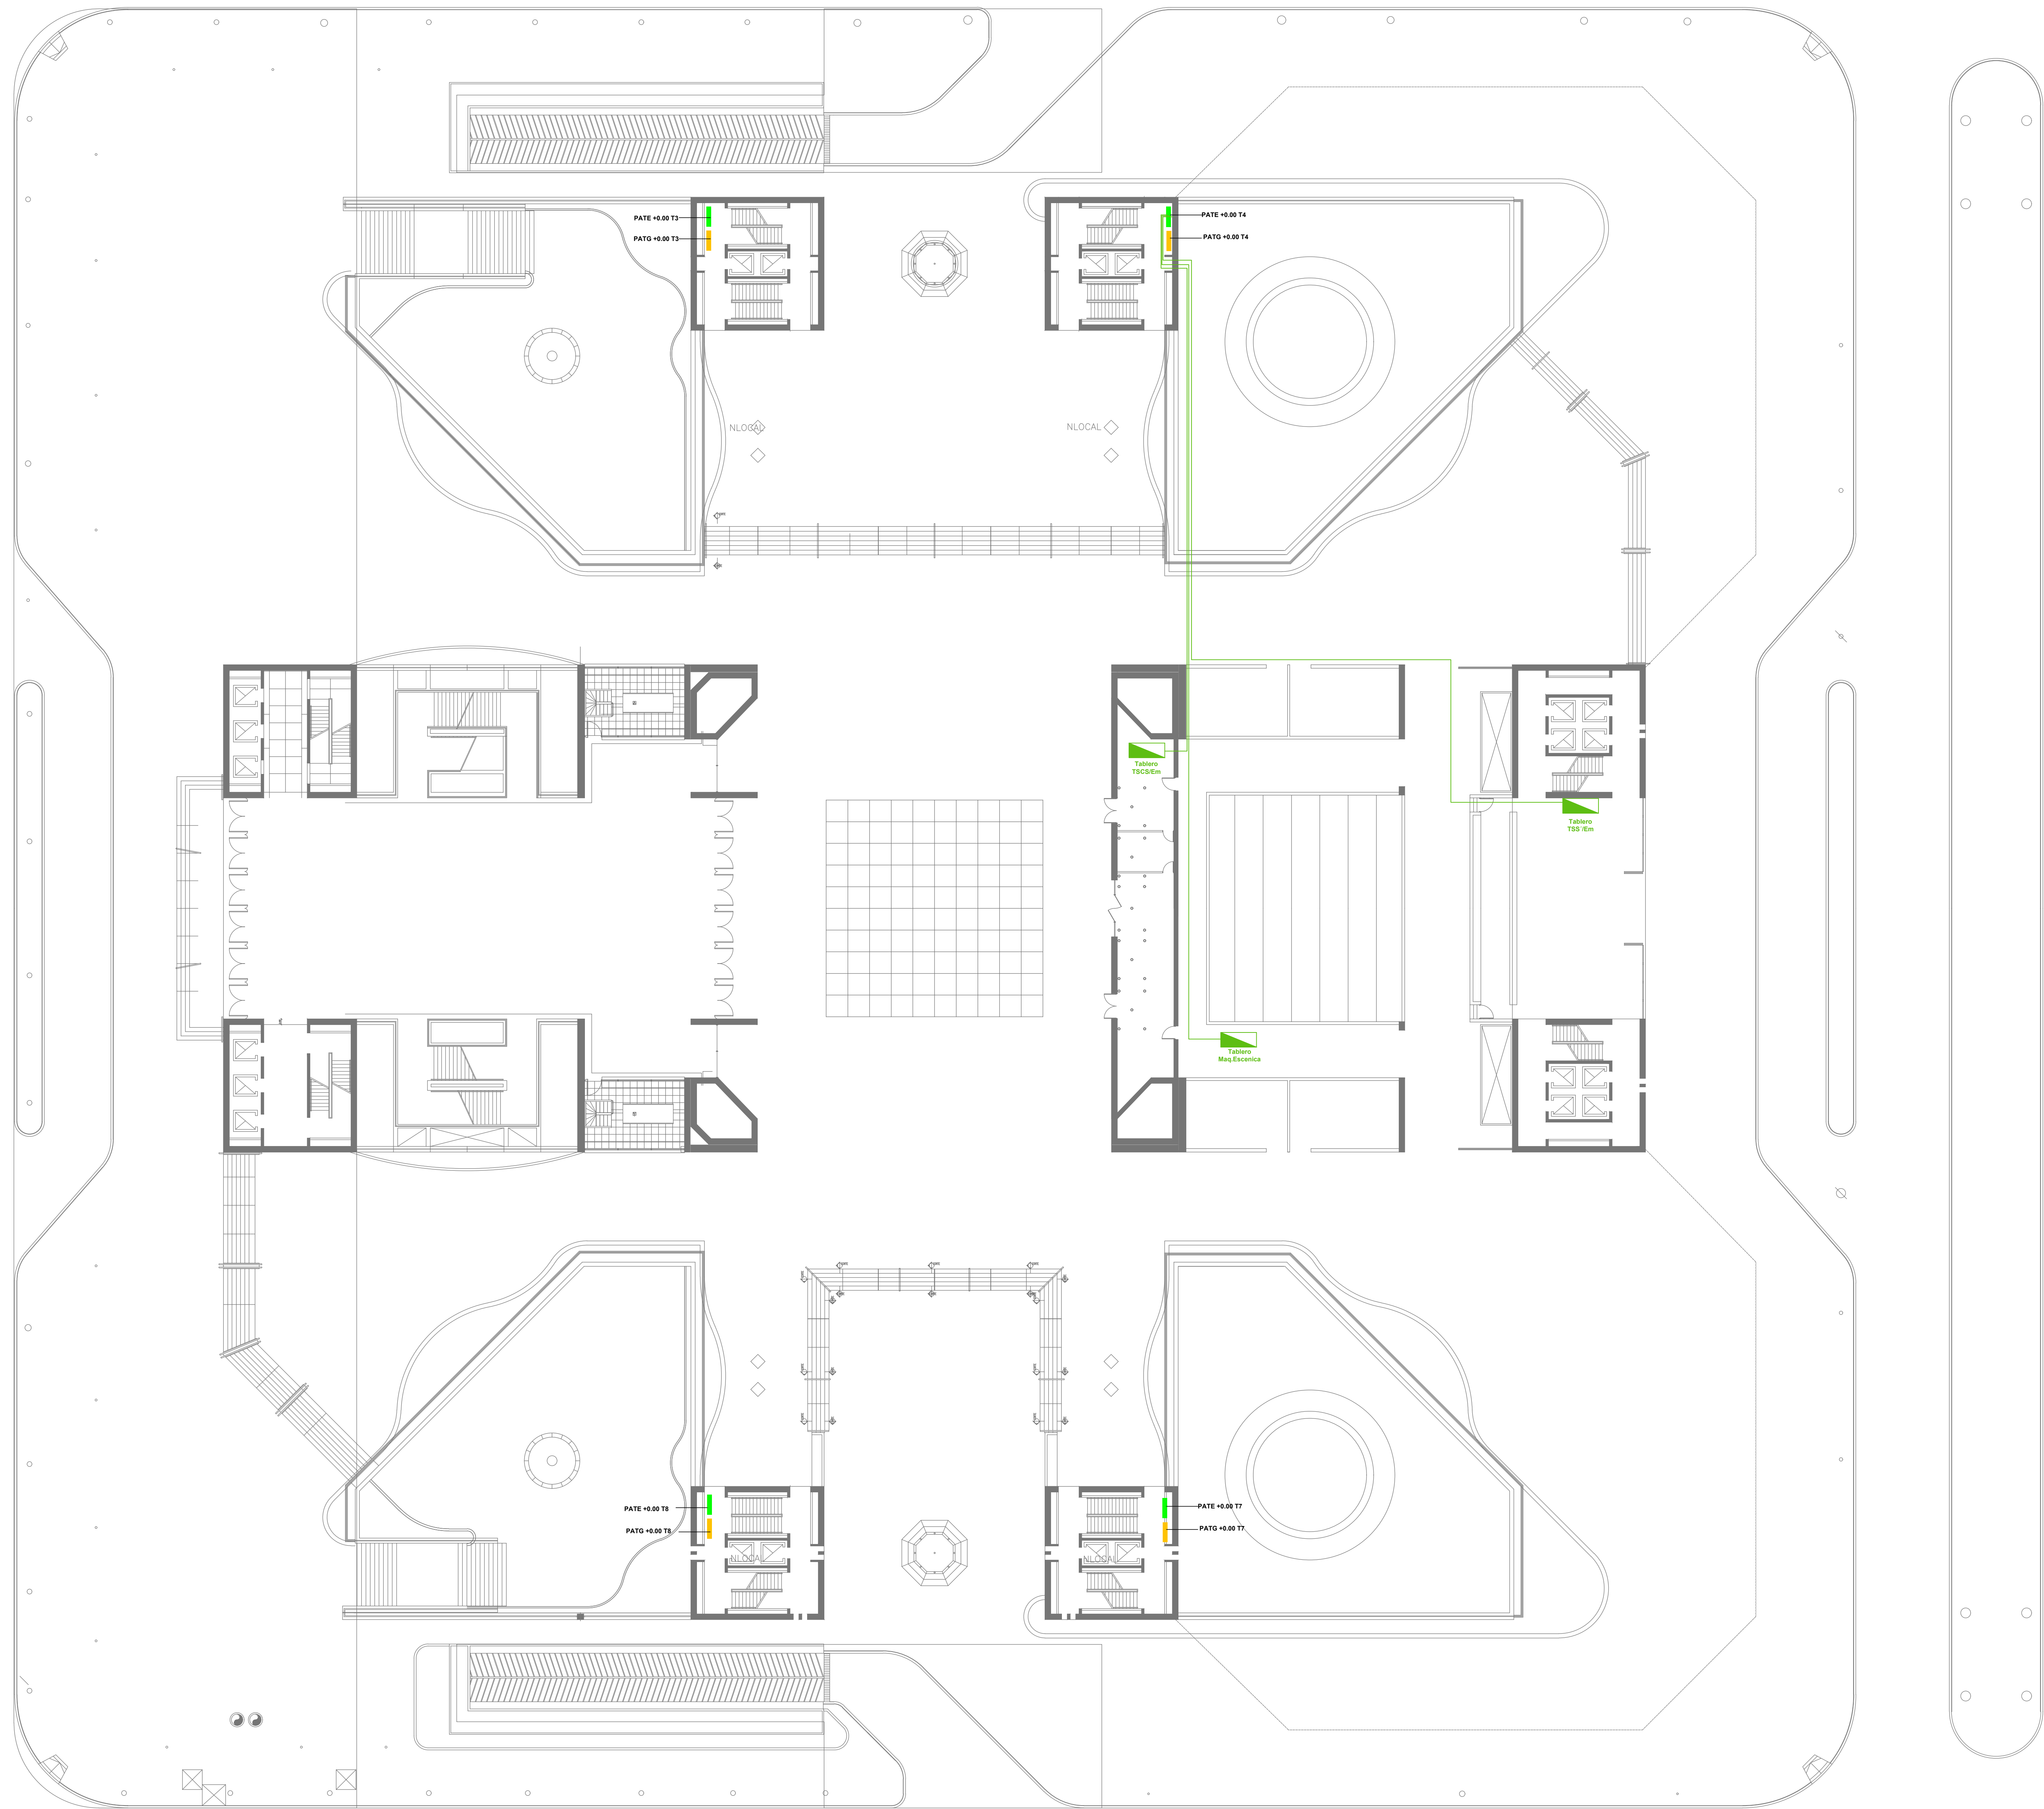 PATE +0.00 T3
PATE +0.00 T4
PATG +0.00 T3
PATG +0.00 T4
NLOCAL
NLOCAL
Tablero
TSCS/Em
Tablero
TSS´/Em
Tablero
Maq.Escenica
PATE +0.00 T8
PATE +0.00 T7
PATG +0.00 T8
PATG +0.00 T7
NLOCAL
NLOCAL